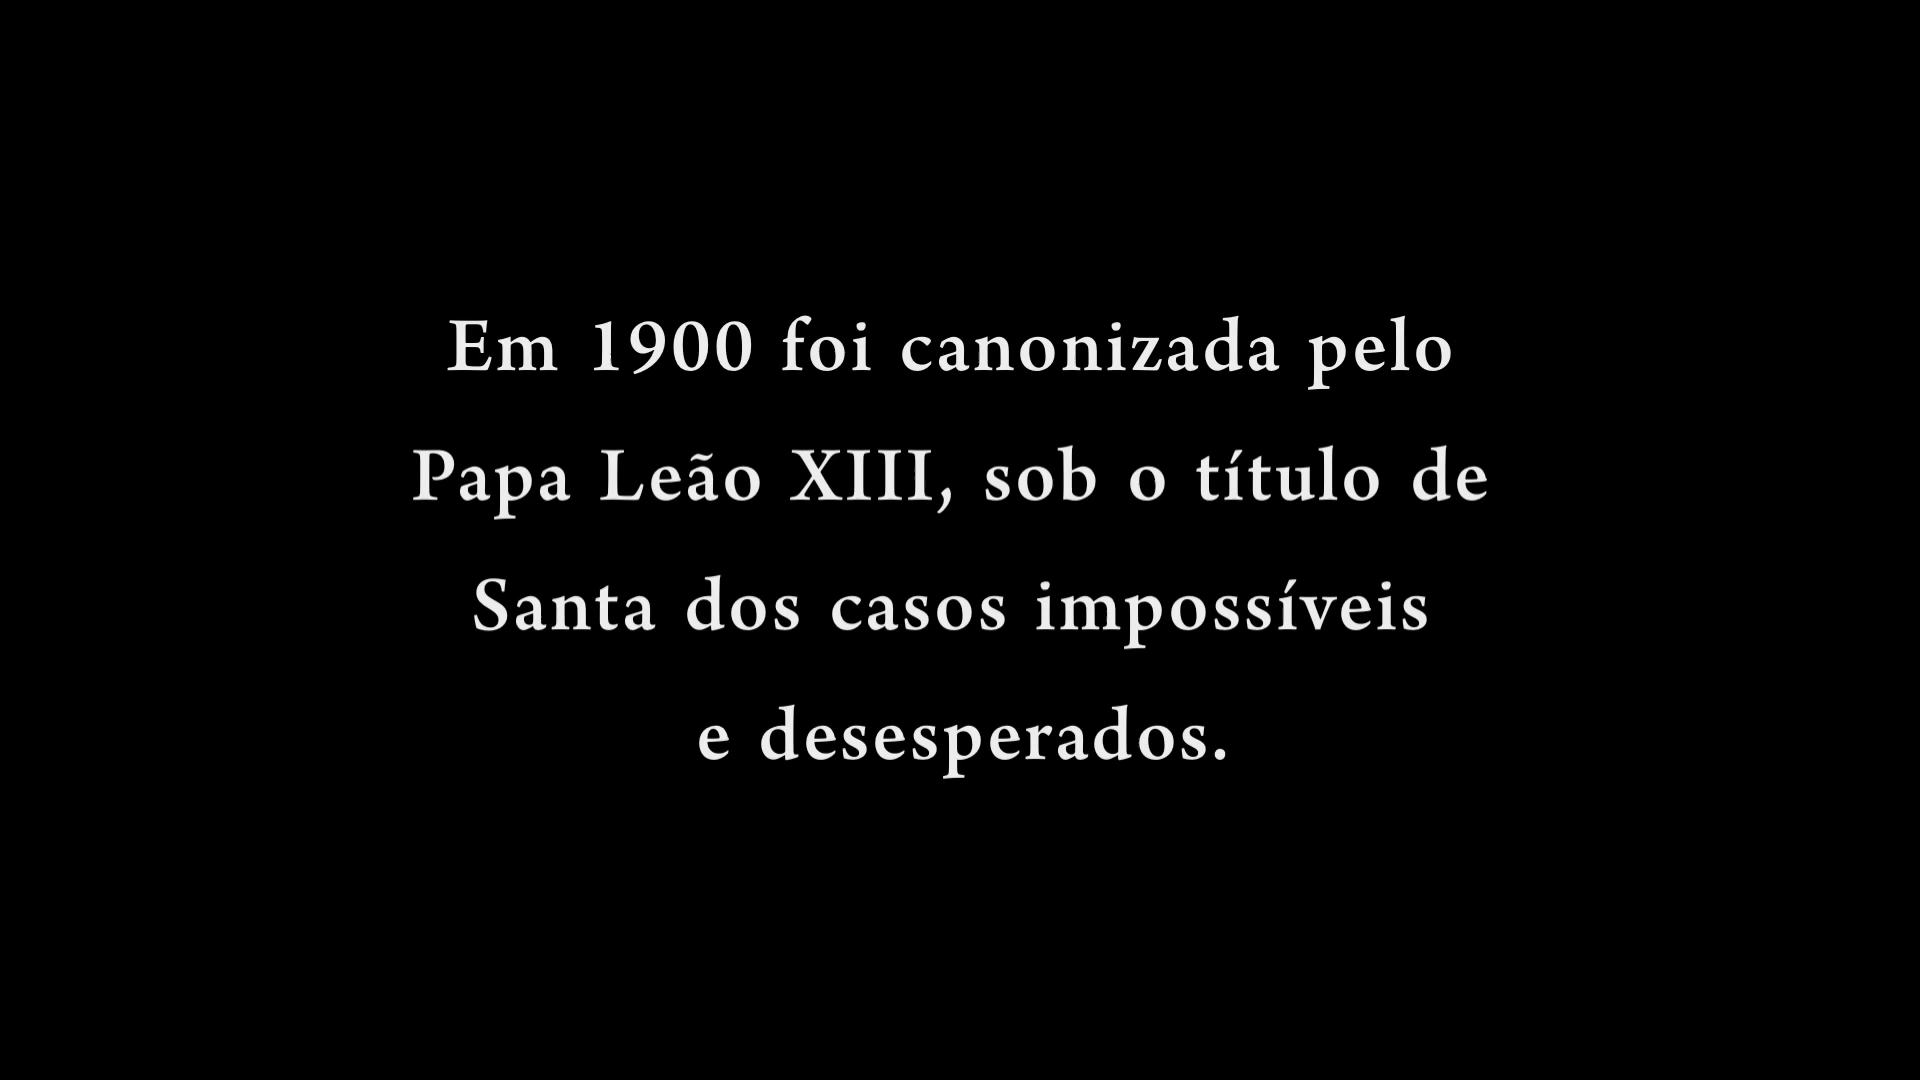 Em 1900 foi canonizada pelo
Papa Leão XIII, sob o título de
Santa dos casos impossíveis
e desesperados.